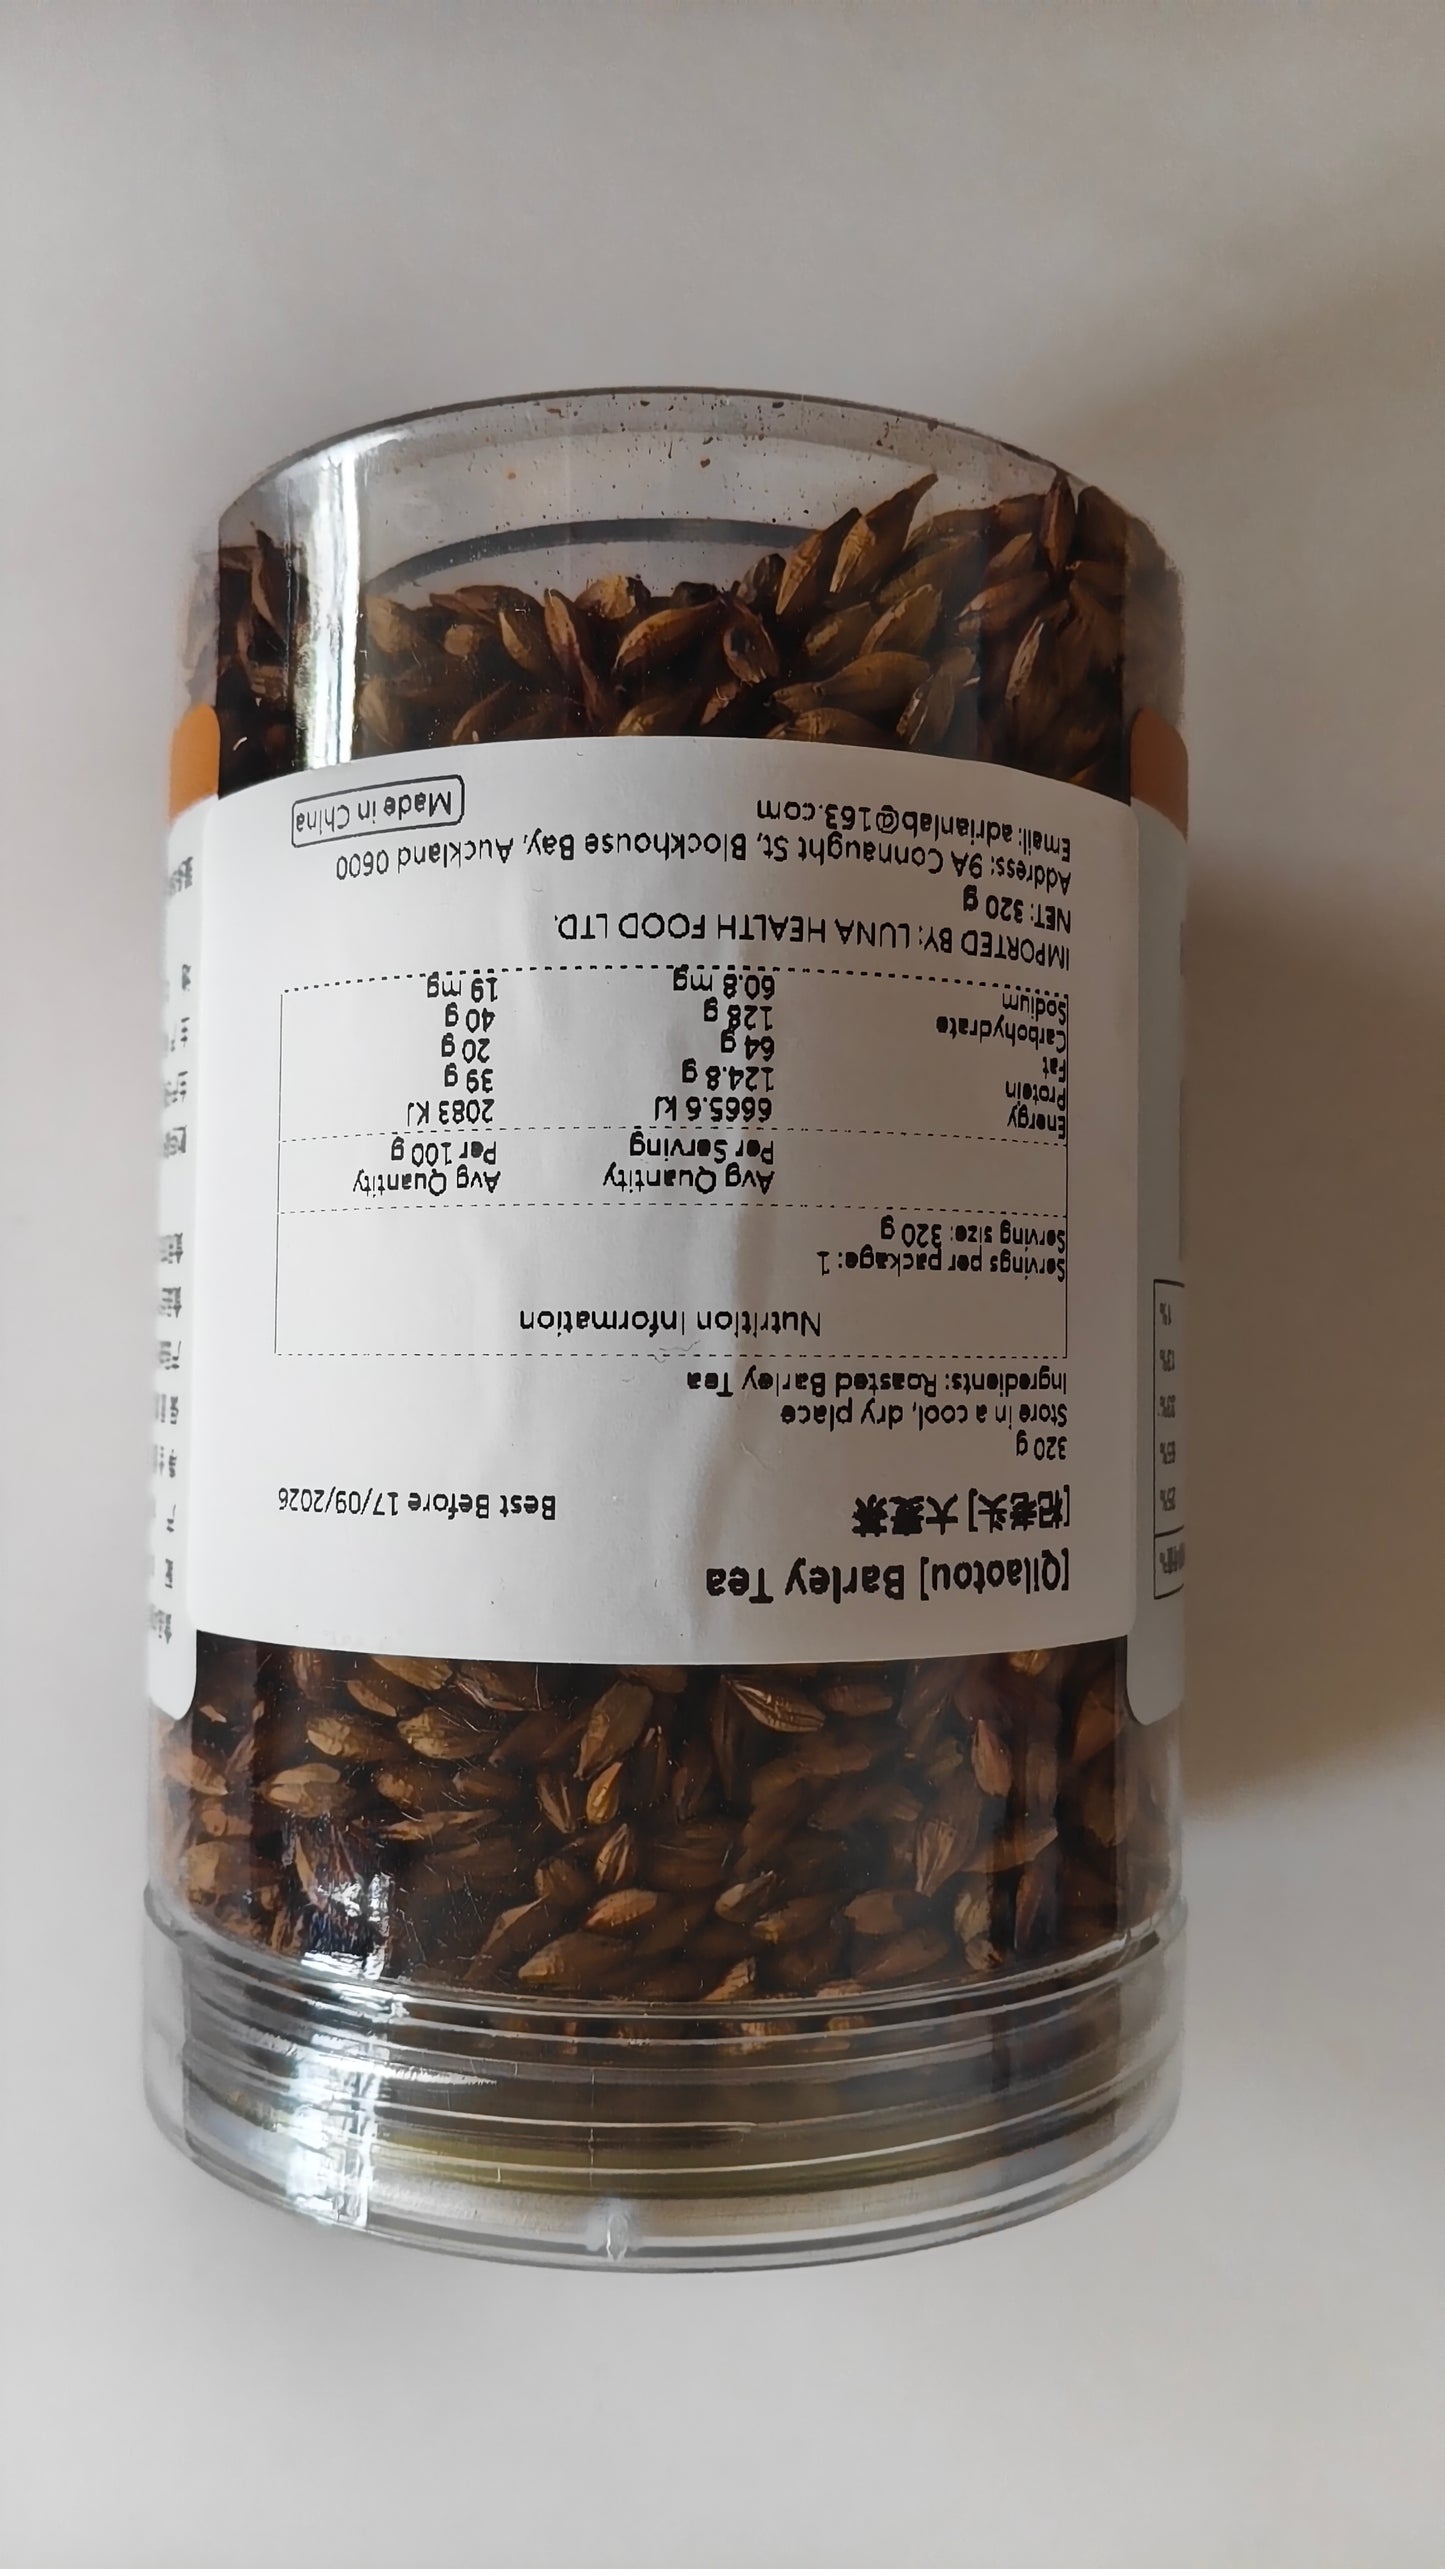 [Qilaotou] Barley Tea
[杞老头] 大麦茶
Best Before 17/09/2026
320 g
Store in a cool, dry place
Ingredients: Roasted Barley Tea
Nutrition Information
Servings per package: 1
Serving size: 320 g
Avg Quantity Avg Quantity
Per Serving Per 100 g
Energy 6665.6 kJ 2083 KJ
Protein 124.8 g 39 g
Fat 64 g 20 g
Carbohydrate 128 g 40 g
Sodium 60.8 mg 19 mg
IMPORTED BY: LUNA HEALTH FOOD LTD.
NET: 320 g
Address: 9A Connaught St, Blockhouse Bay, Auckland 0600
Email: adrianlab@163.com
Made in China